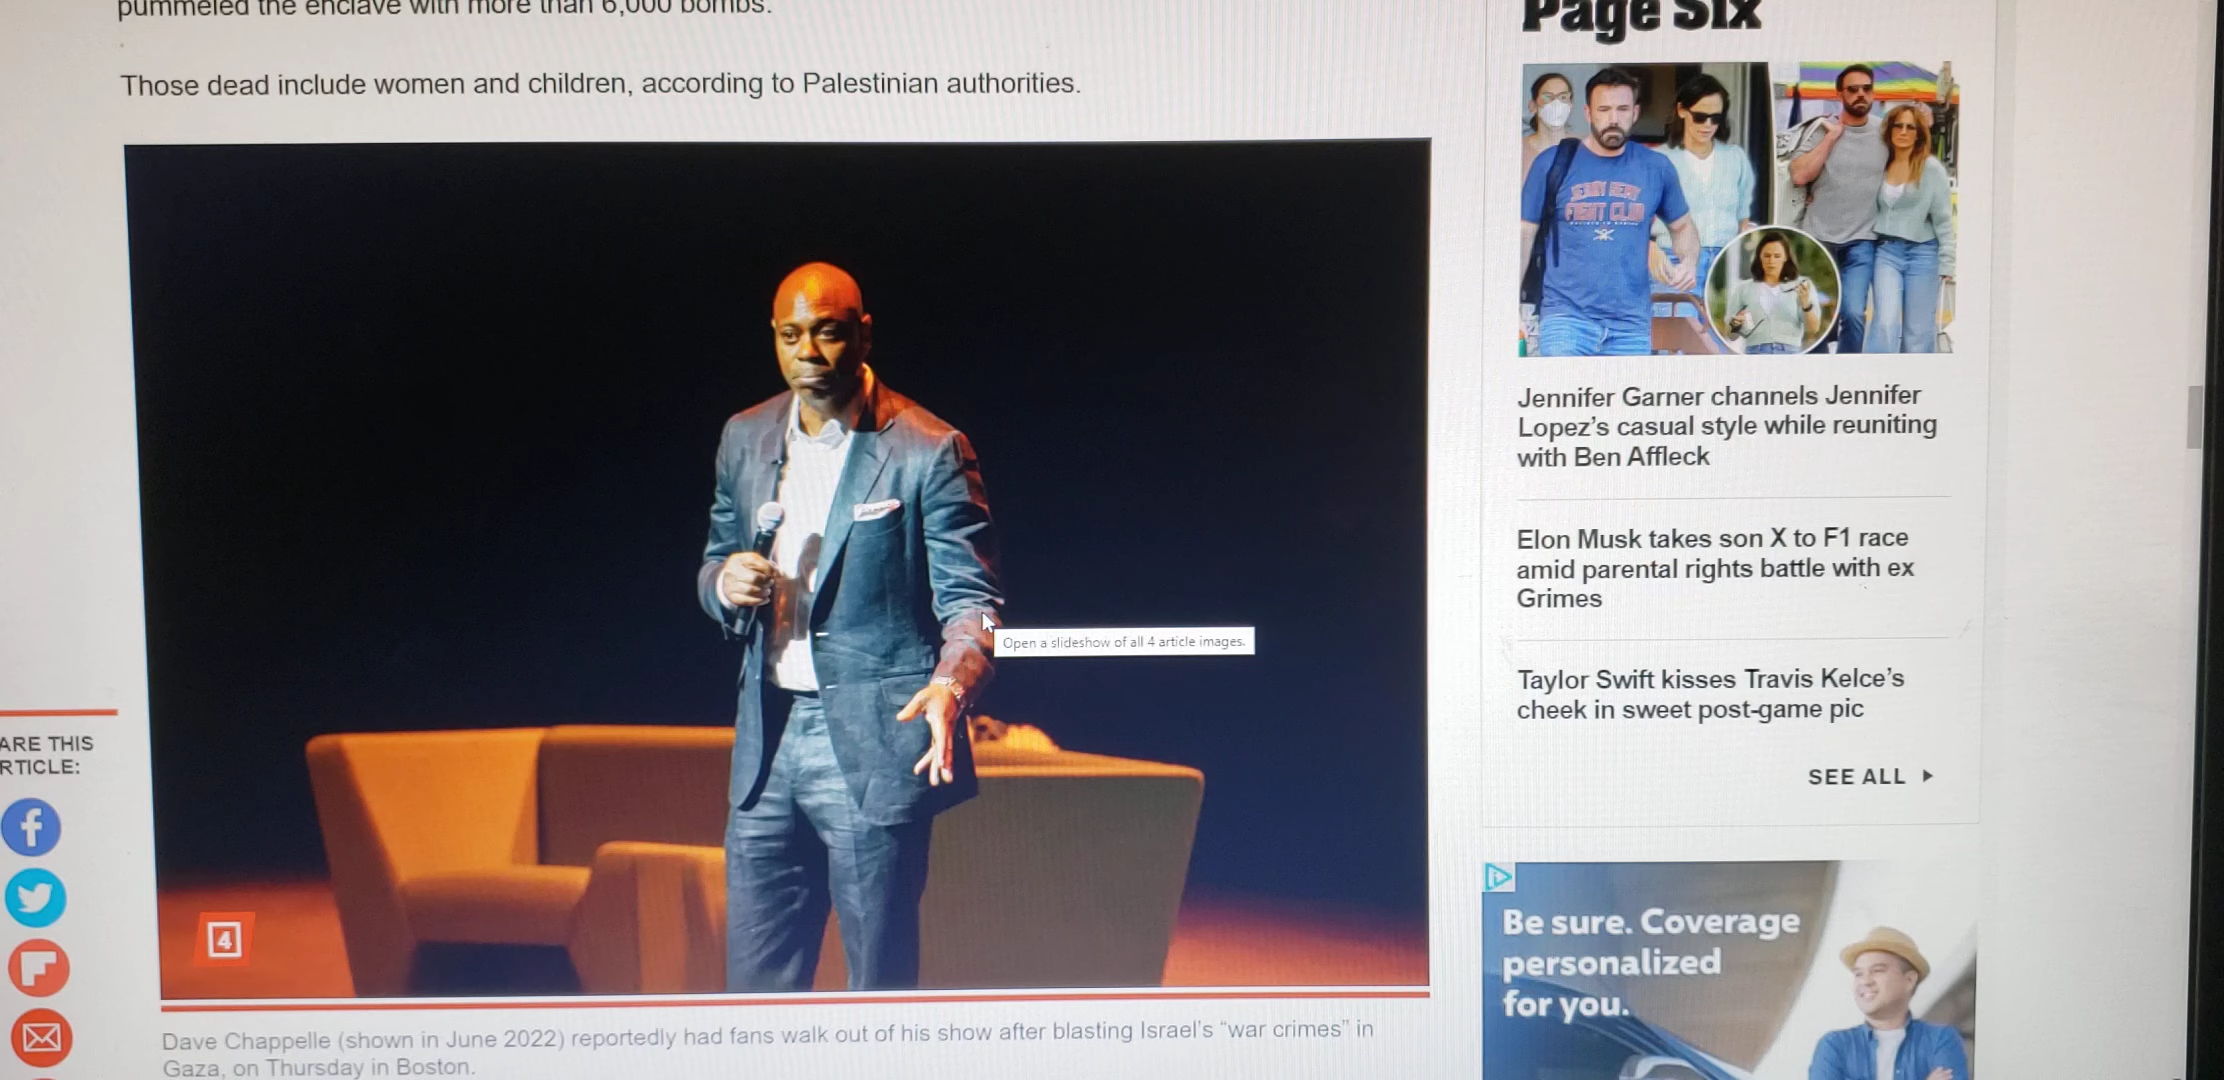 pummeled the enclave with more than 6,000 bombs.
Those dead include women and children, according to Palestinian authorities.
Open a slideshow of all 4 article images.
4
Dave Chappelle (shown in June 2022) reportedly had fans walk out of his show after blasting Israel's “war crimes” in
Gaza, on Thursday in Boston.
ARE THIS
RTICLE:
Page Six
FIGHT CLUB
Jennifer Garner channels Jennifer
Lopez’s casual style while reuniting
with Ben Affleck
Elon Musk takes son X to F1 race
amid parental rights battle with ex
Grimes
Taylor Swift kisses Travis Kelce’s
cheek in sweet post-game pic
SEE ALL
Be sure. Coverage
personalized
for you.